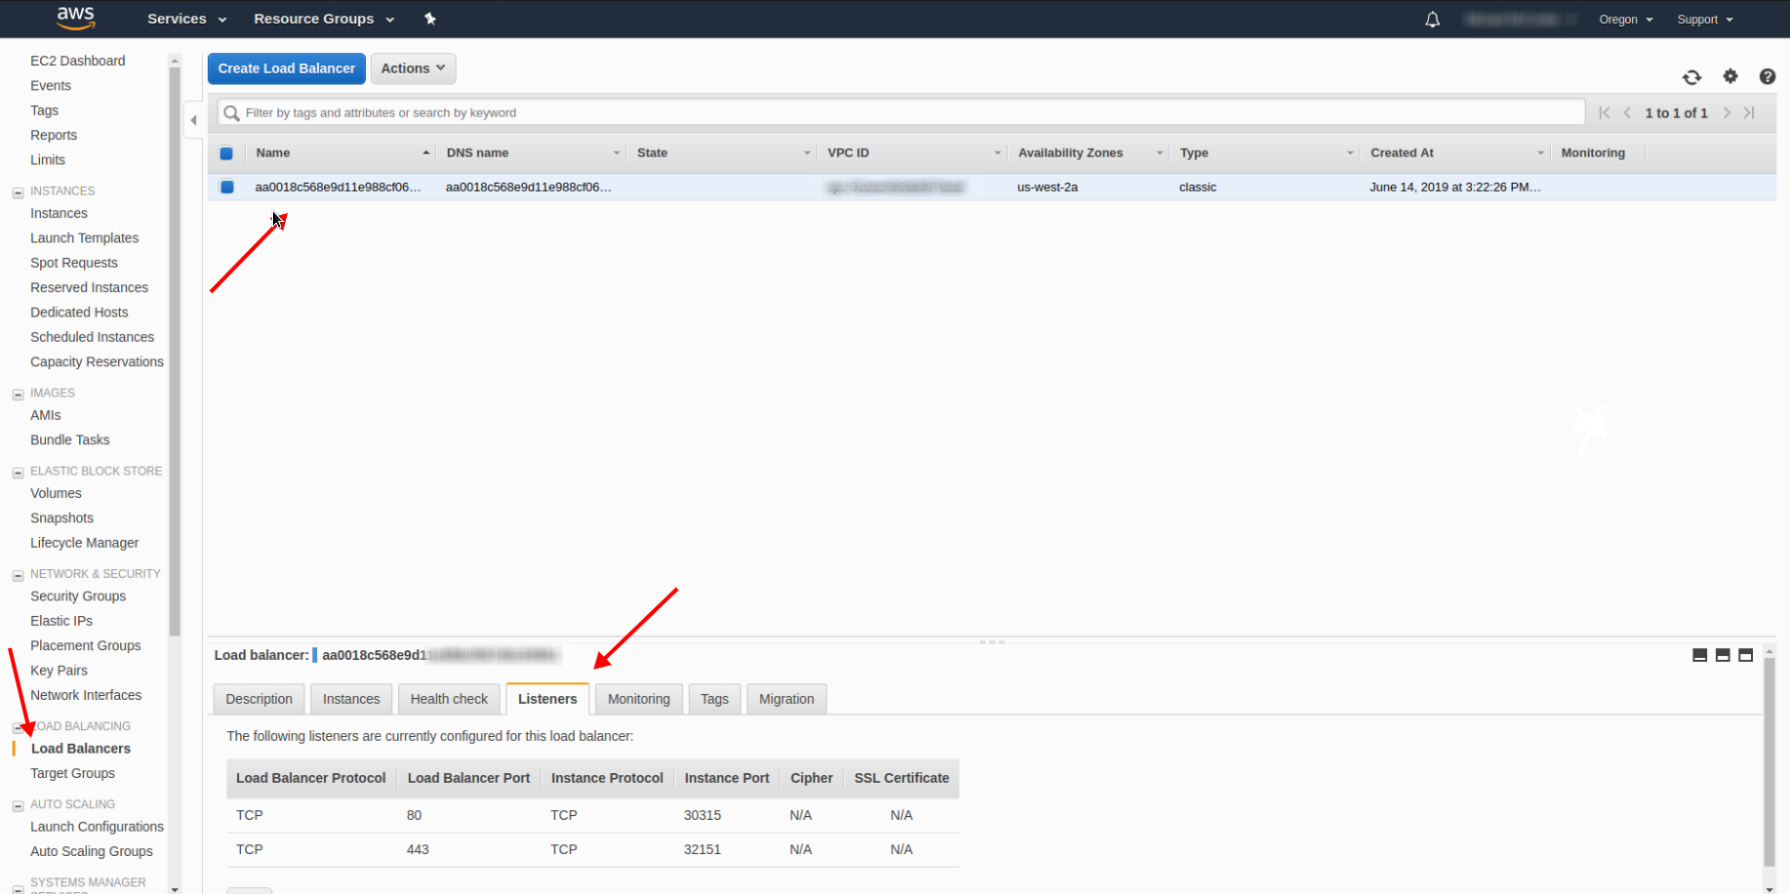 aws Services Resource Groups Oregon Support
EC2 Dashboard
Events
Tags
Reports
Limits
INSTANCES
Instances
Launch Templates
Spot Requests
Reserved Instances
Dedicated Hosts
Scheduled Instances
Capacity Reservations
IMAGES
AMIs
Bundle Tasks
ELASTIC BLOCK STORE
Volumes
Snapshots
Lifecycle Manager
NETWORK & SECURITY
Security Groups
Elastic IPs
Placement Groups
Key Pairs
Network Interfaces
LOAD BALANCING
Load Balancers
Target Groups
AUTO SCALING
Launch Configurations
Auto Scaling Groups
SYSTEMS MANAGER
SERVICES
Create Load Balancer Actions
Filter by tags and attributes or search by keyword 1 to 1 of 1
Name DNS name State VPC ID Availability Zones Type Created At Monitoring
aa0018c568e9d11e988cf06... aa0018c568e9d11e988cf06... us-west-2a classic June 14, 2019 at 3:22:26 PM...
Load balancer: aa0018c568e9d1
Description Instances Health check Listeners Monitoring Tags Migration
The following listeners are currently configured for this load balancer:
Load Balancer Protocol Load Balancer Port Instance Protocol Instance Port Cipher SSL Certificate
TCP 80 TCP 30315 N/A N/A
TCP 443 TCP 32151 N/A N/A